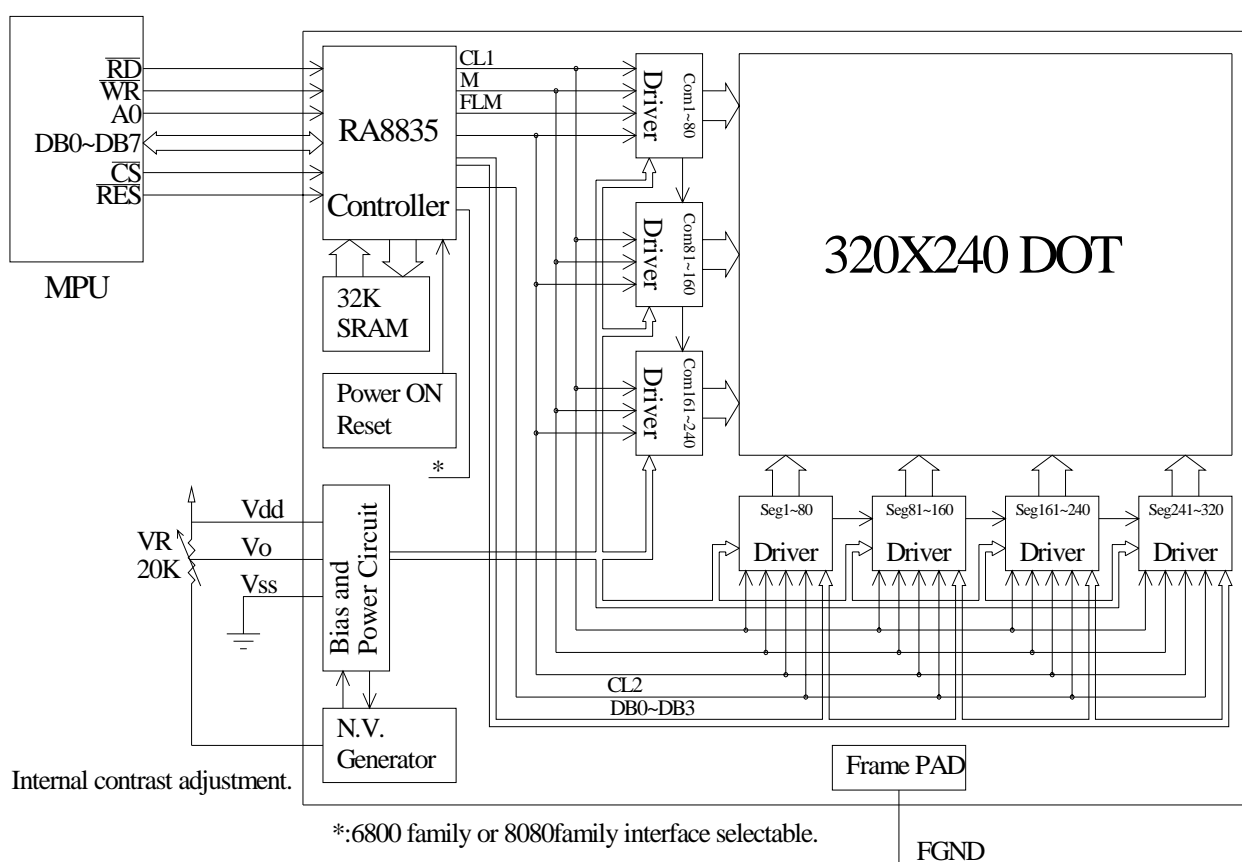 RD
WR
A0
DB0~DB7
CS
RES
MPU
RA8835
Controller
CL1
M
FLM
32K
SRAM
Power ON
Reset
*
Driver
Com1~80
Driver
Com81~160
Driver
Com161~240
320X240 DOT
Seg1~80
Driver
Seg81~160
Driver
Seg161~240
Driver
Seg241~320
Driver
Vdd
VR
20K
Vo
Vss
Bias and
Power Circuit
CL2
DB0~DB3
N.V.
Generator
Internal contrast adjustment.
Frame PAD
*:6800 family or 8080family interface selectable.
FGND